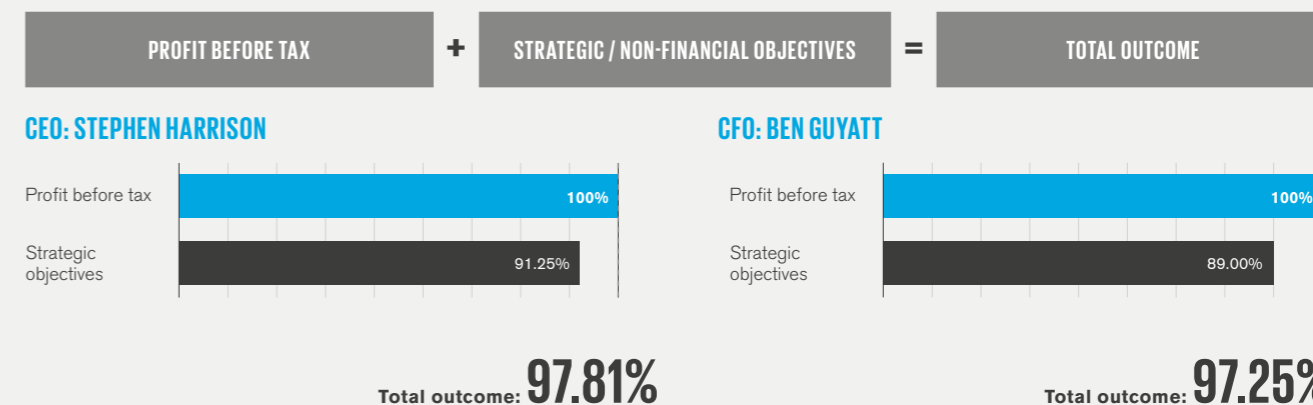 PROFIT BEFORE TAX + STRATEGIC / NON-FINANCIAL OBJECTIVES = TOTAL OUTCOME
CEO: STEPHEN HARRISON
Profit before tax
100%
Strategic
objectives
91.25%
Total outcome: 97.81%
CFO: BEN GUYATT
Profit before tax
100%
Strategic
objectives
89.00%
Total outcome: 97.25%